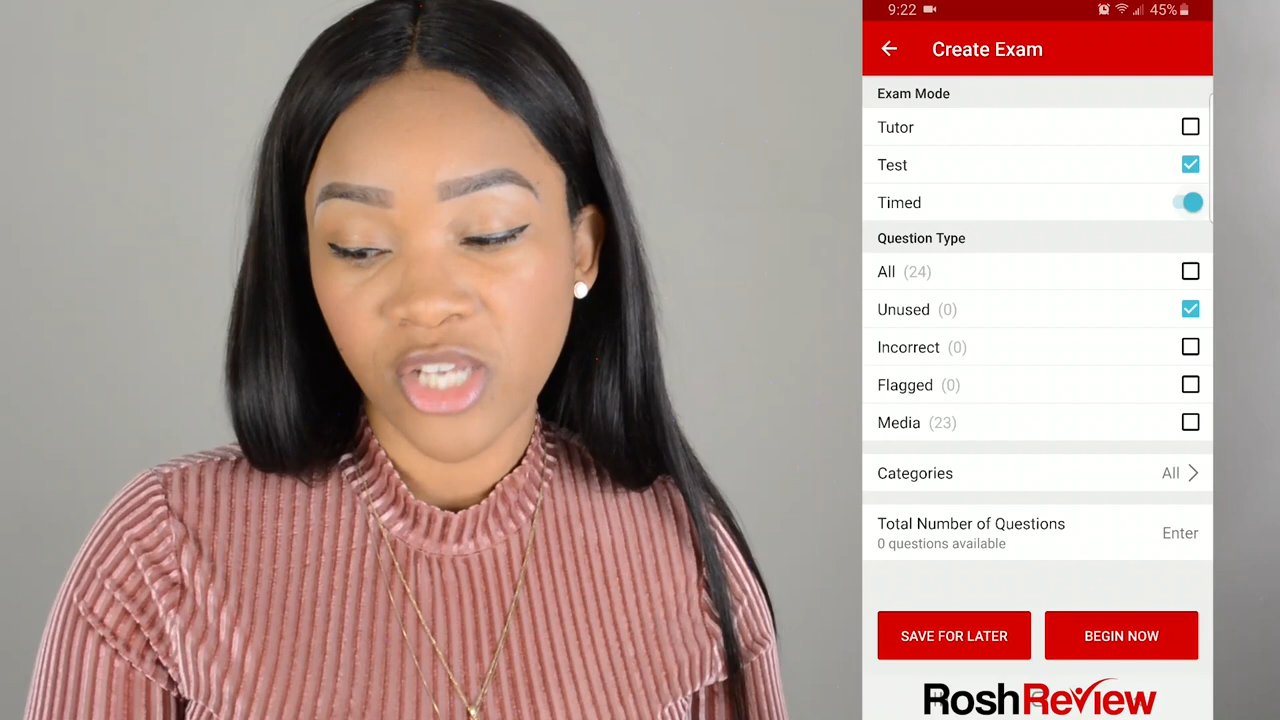 9:22 45%
Create Exam
Exam Mode
Tutor
Test
Timed
Question Type
All (24)
Unused (0)
Incorrect (0)
Flagged (0)
Media (23)
Categories All
Total Number of Questions
0 questions available
Enter
SAVE FOR LATER BEGIN NOW
RoshReview